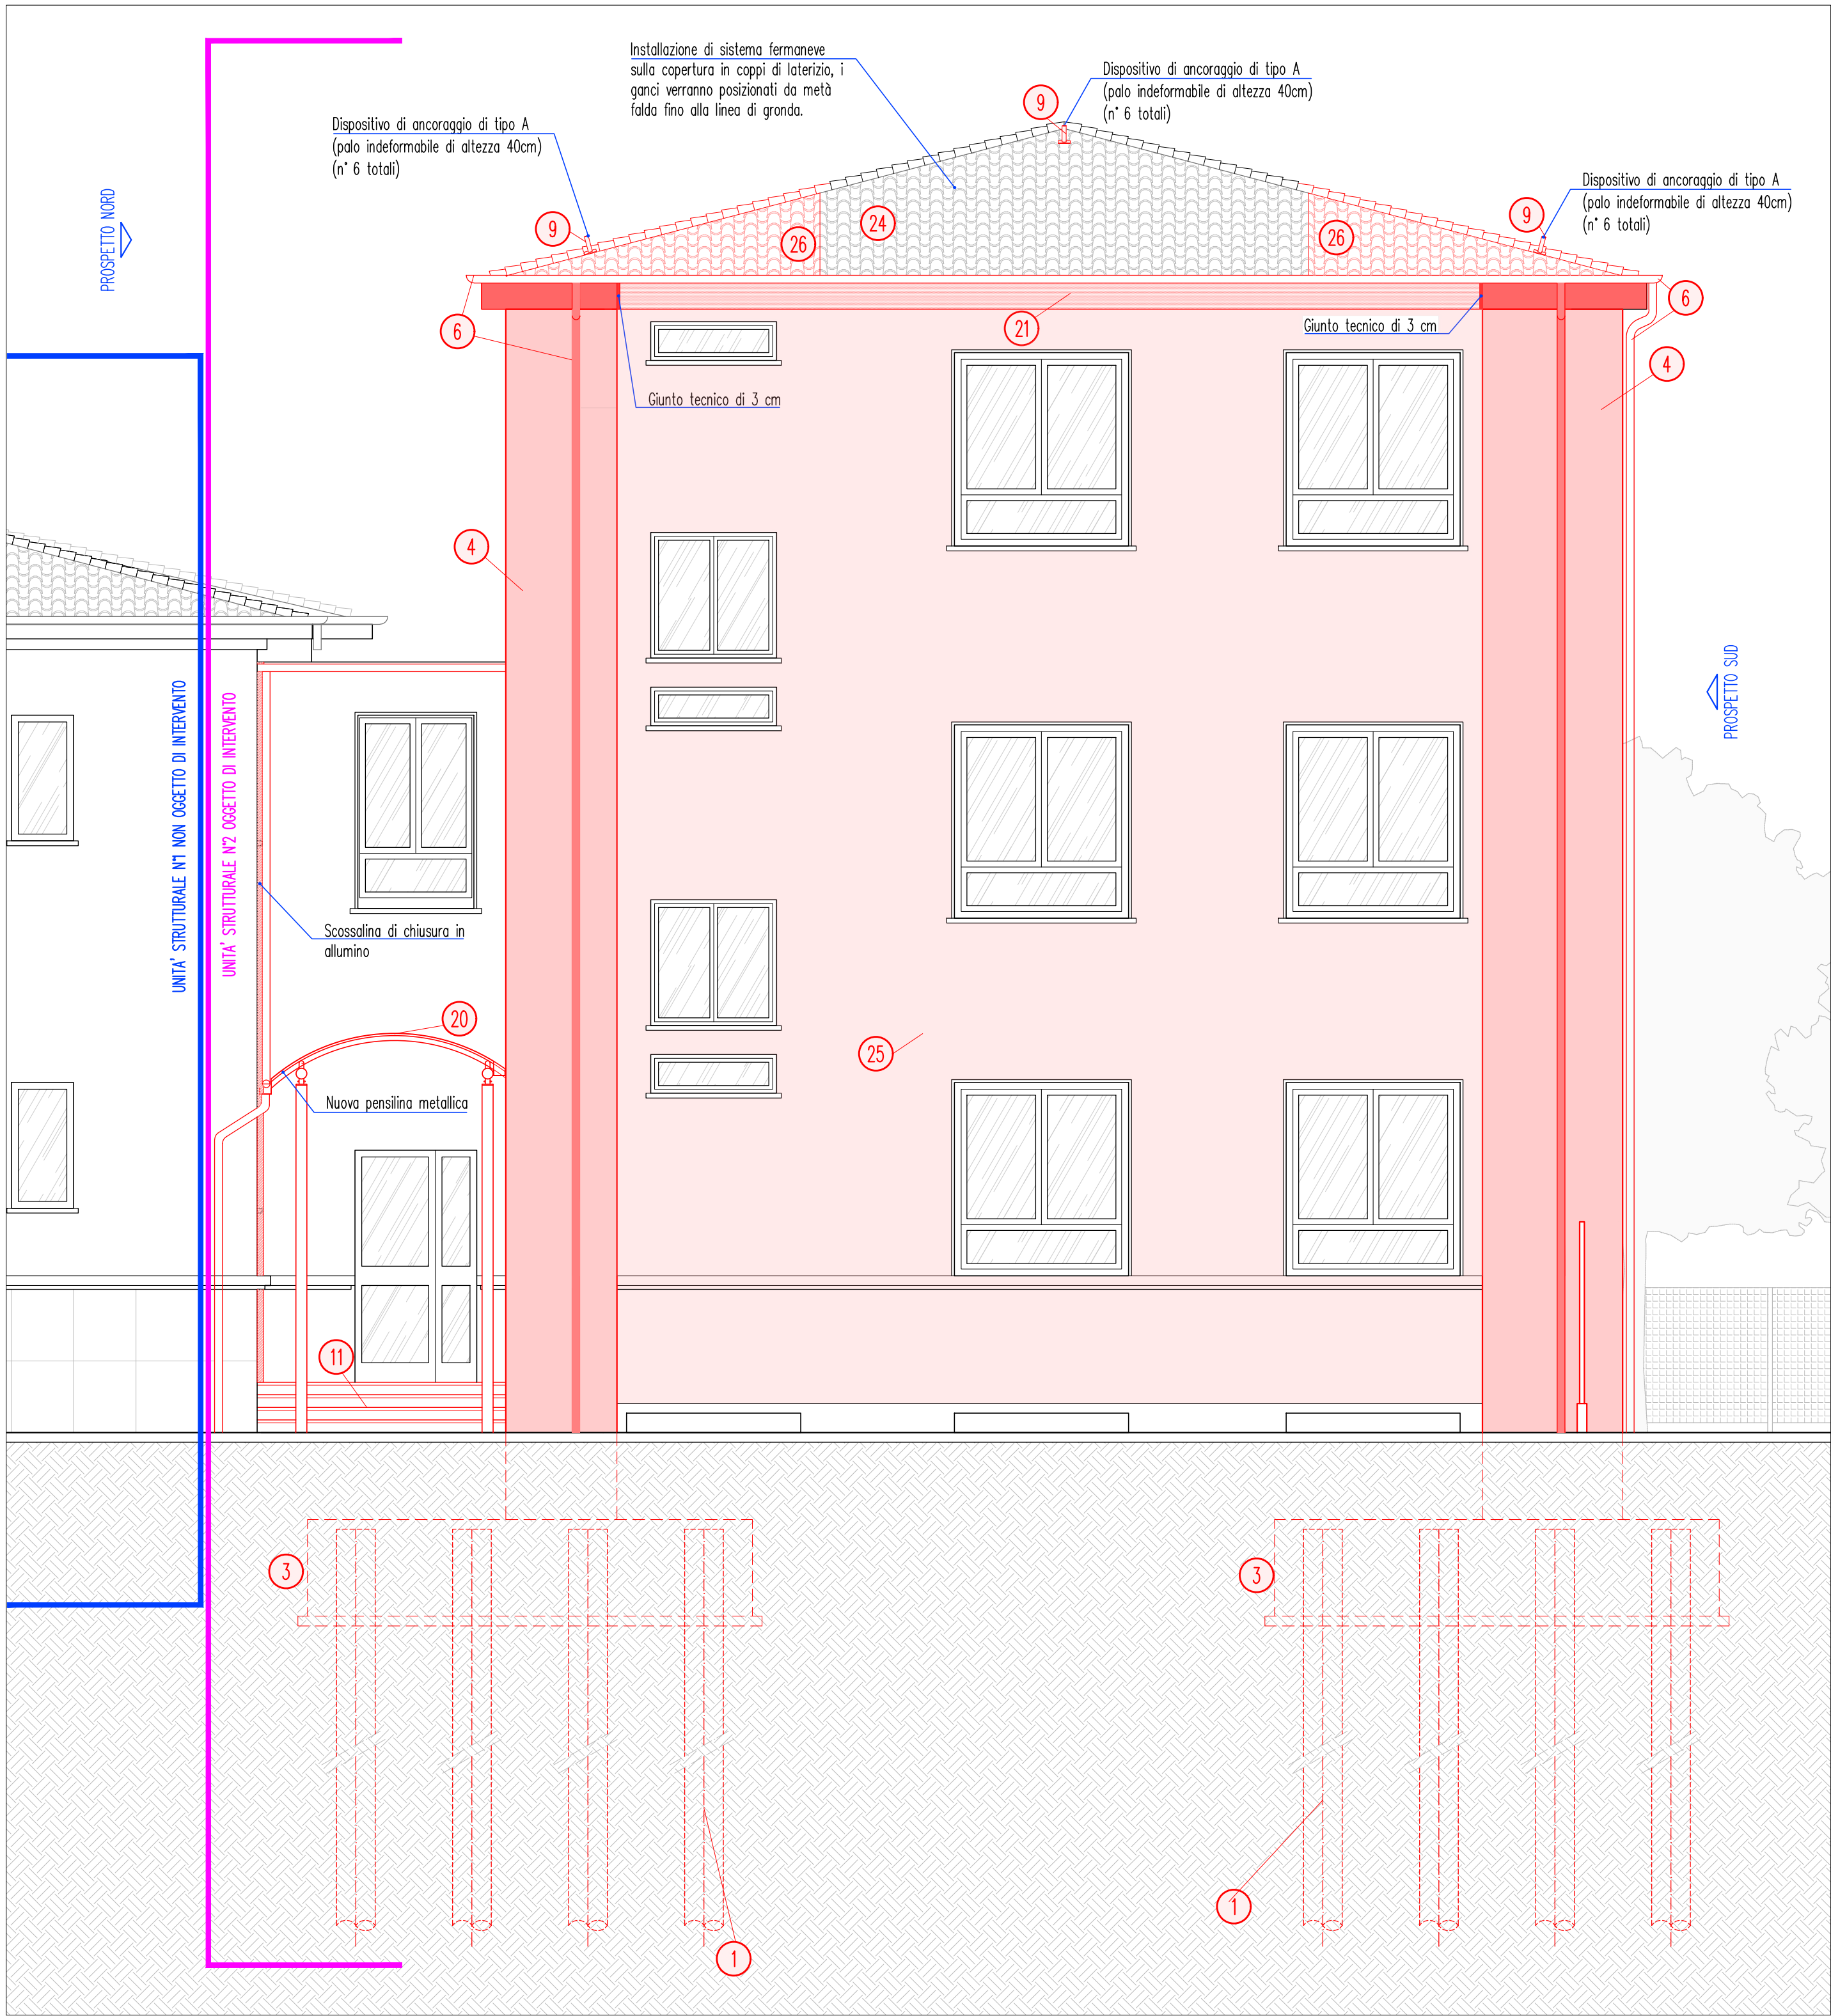 Installazione di sistema fermaneve
sulla copertura in coppi di laterizio, i
ganci verranno posizionati da metà
falda fino alla linea di gronda.
Dispositivo di ancoraggio di tipo A
(palo indeformabile di altezza 40cm)
(n° 6 totali)
9
Dispositivo di ancoraggio di tipo A
(palo indeformabile di altezza 40cm)
(n° 6 totali)
Dispositivo di ancoraggio di tipo A
(palo indeformabile di altezza 40cm)
(n° 6 totali)
PROSPETTO NORD
9
26
24
26
9
6
21
Giunto tecnico di 3 cm
6
4
Giunto tecnico di 3 cm
4
PROSPETTO SUD
UNITA' STRUTTURALE N°1 NON OGGETTO DI INTERVENTO
UNITA' STRUTTURALE N°2 OGGETTO DI INTERVENTO
Scossalina di chiusura in
allumino
20
25
Nuova pensilina metallica
11
3
3
1
1